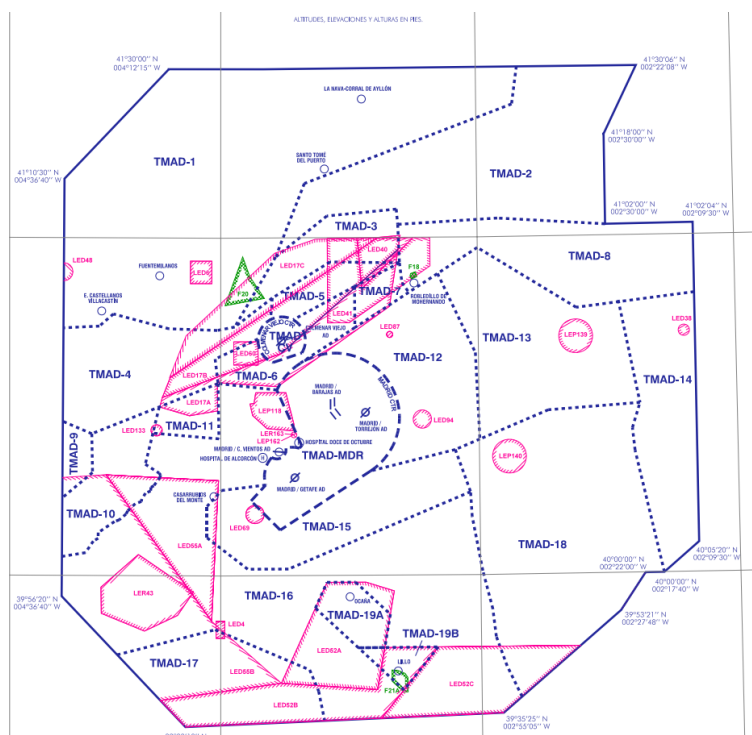 ALTITUDES, ELEVACIONES Y ALTURAS EN PIES.
41°30'00" N
004°12'15" W
41°30'06" N
002°22'08" W
LA NAVA-CORRAL DE AYLLÓN
41°18'00" N
002°30'00" W
SANTO TOMÉ
DEL PUERTO
TMAD-1
TMAD-2
41°10'30" N
004°36'40" W
41°02'00" N
002°30'00" W
41°02'04" N
002°09'30" W
TMAD-3
LED48
FUENTEMILANOS
LED6
LED17C
LED40
F18
TMAD-8
F20
ROBLEDILLO DE
MOHERNANDO
E. CASTELLANOS
VILLACASTÍN
TMAD-5
TMAD-7
LED41
LED38
COLMENAR VIEJO
AD
LED67
TMAD-13
LEP139
TMAD-12
LED60
TMAD-4
LED17B
TMAD-6
TMAD-14
MADRID /
BARAJAS AD
MADRID CTR
LED17A
LEP118
MADRID /
TORREJÓN AD
LED94
LED133
TMAD-11
LER163
LEP162
HOSPITAL DOCE DE OCTUBRE
TMAD-9
MADRID / C. VIENTOS AD
HOSPITAL DE ALCORCÓN
H
TMAD-MDR
LEP140
MADRID / GETAFE AD
CASARRUBIOS
DEL MONTE
TMAD-10
LED69
TMAD-15
LED65A
TMAD-18
40°05'20" N
002°09'30" W
40°00'00" N
002°22'00" W
40°00'00" N
002°17'40" W
39°56'20" N
004°36'40" W
LER43
TMAD-16
OCAÑA
39°53'21" N
002°27'48" W
TMAD-19A
LED4
TMAD-19B
LED52A
TMAD-17
LED65B
LILLO
LED52C
F21A
LED52B
39°35'25" N
002°55'05" W